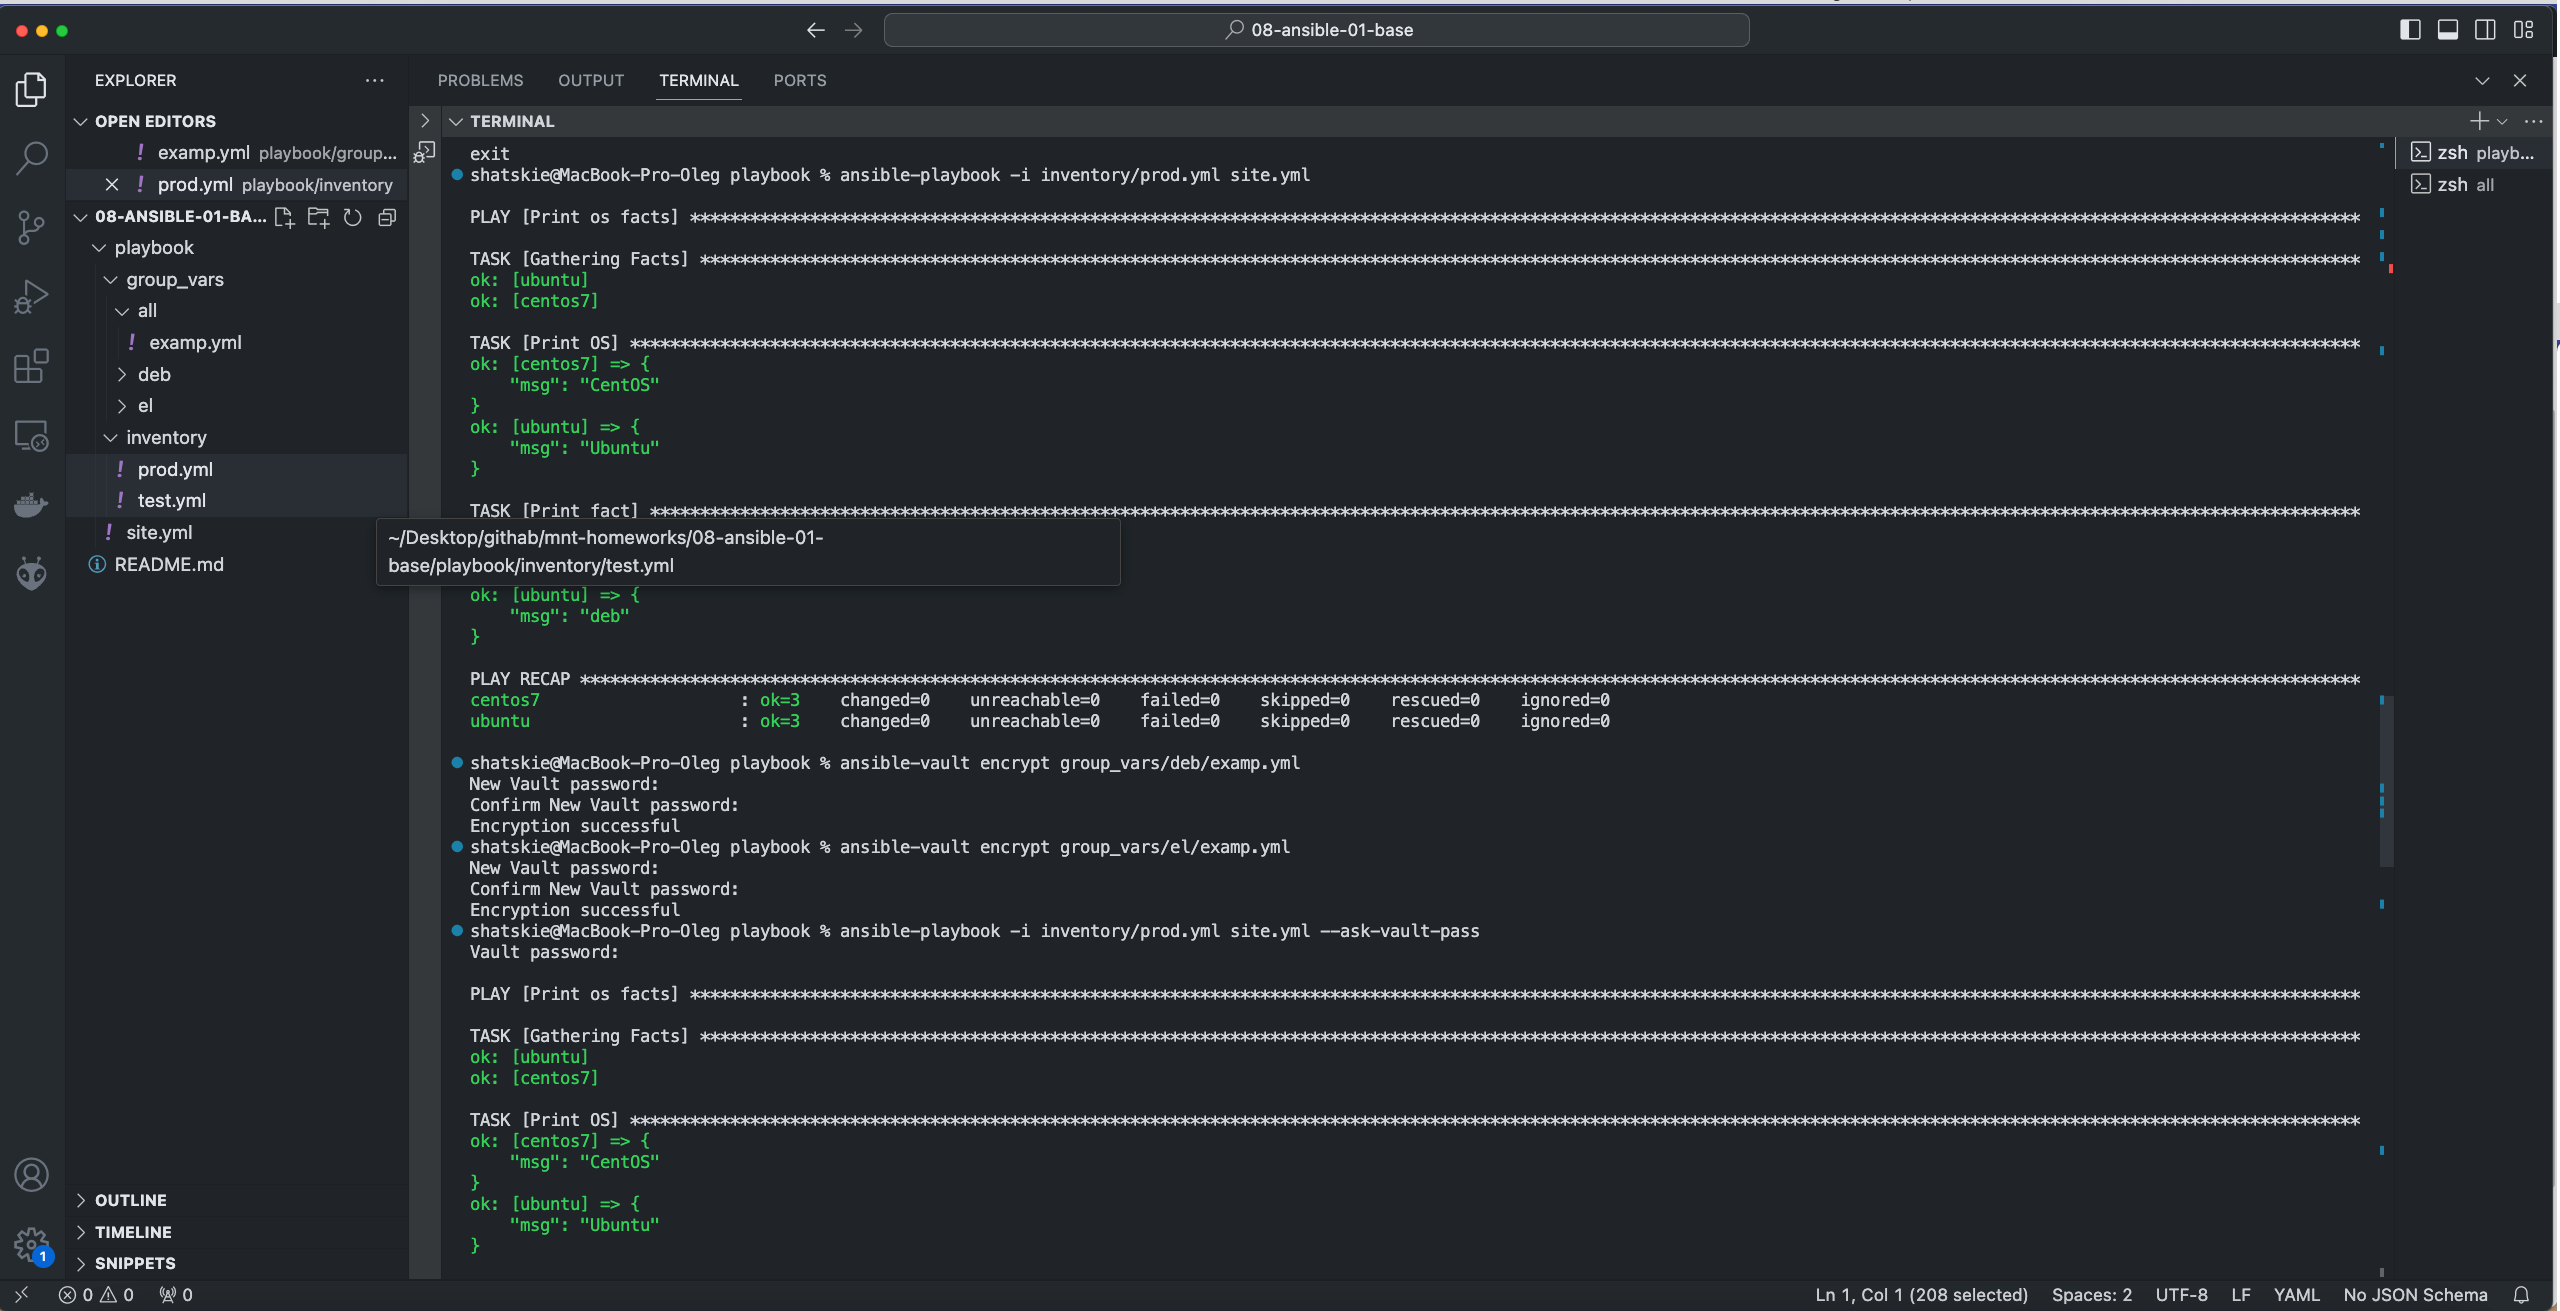 08-ansible-01-base
EXPLORER
OPEN EDITORS
examp.yml playbook/group...
prod.yml playbook/inventory
08-ANSIBLE-01-BA...
playbook
group_vars
all
examp.yml
deb
el
inventory
prod.yml
test.yml
site.yml
README.md
OUTLINE
TIMELINE
SNIPPETS
PROBLEMS OUTPUT TERMINAL PORTS
TERMINAL
exit
shatskie@MacBook-Pro-Oleg playbook % ansible-playbook -i inventory/prod.yml site.yml
PLAY [Print os facts] ***********************************************************************************************************************************************************************
TASK [Gathering Facts] **********************************************************************************************************************************************************************
ok: [ubuntu]
ok: [centos7]
TASK [Print OS] *****************************************************************************************************************************************************************************
ok: [centos7] => {
"msg": "CentOS"
}
ok: [ubuntu] => {
"msg": "Ubuntu"
}
TASK [Print fact] ***************************************************************************************************************************************************************************
~/Desktop/githab/mnt-homeworks/08-ansible-01-
base/playbook/inventory/test.yml
ok: [ubuntu] => {
"msg": "deb"
}
PLAY RECAP **********************************************************************************************************************************************************************************
centos7 : ok=3 changed=0 unreachable=0 failed=0 skipped=0 rescued=0 ignored=0
ubuntu : ok=3 changed=0 unreachable=0 failed=0 skipped=0 rescued=0 ignored=0
shatskie@MacBook-Pro-Oleg playbook % ansible-vault encrypt group_vars/deb/examp.yml
New Vault password:
Confirm New Vault password:
Encryption successful
shatskie@MacBook-Pro-Oleg playbook % ansible-vault encrypt group_vars/el/examp.yml
New Vault password:
Confirm New Vault password:
Encryption successful
shatskie@MacBook-Pro-Oleg playbook % ansible-playbook -i inventory/prod.yml site.yml --ask-vault-pass
Vault password:
PLAY [Print os facts] ***********************************************************************************************************************************************************************
TASK [Gathering Facts] **********************************************************************************************************************************************************************
ok: [ubuntu]
ok: [centos7]
TASK [Print OS] *****************************************************************************************************************************************************************************
ok: [centos7] => {
"msg": "CentOS"
}
ok: [ubuntu] => {
"msg": "Ubuntu"
}
zsh playb...
zsh all
1
0 0 0
Ln 1, Col 1 (208 selected) Spaces: 2 UTF-8 LF YAML No JSON Schema